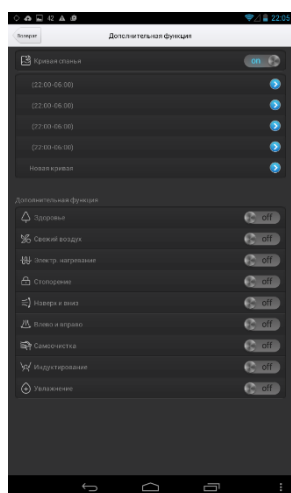 42
22:05
Возврат
Дополнительная функция
Кривая спанья
on
(22:00-06:00)
(22:00-06:00)
(22:00-06:00)
(22:00-06:00)
Новая кривая
Дополнительная функция
Здоровье off
Свежий воздух off
Электр. нагревание off
Стопорение off
Наверх и вниз off
Влево и вправо off
Самоочистка off
Индуктирование off
Увлажнение off